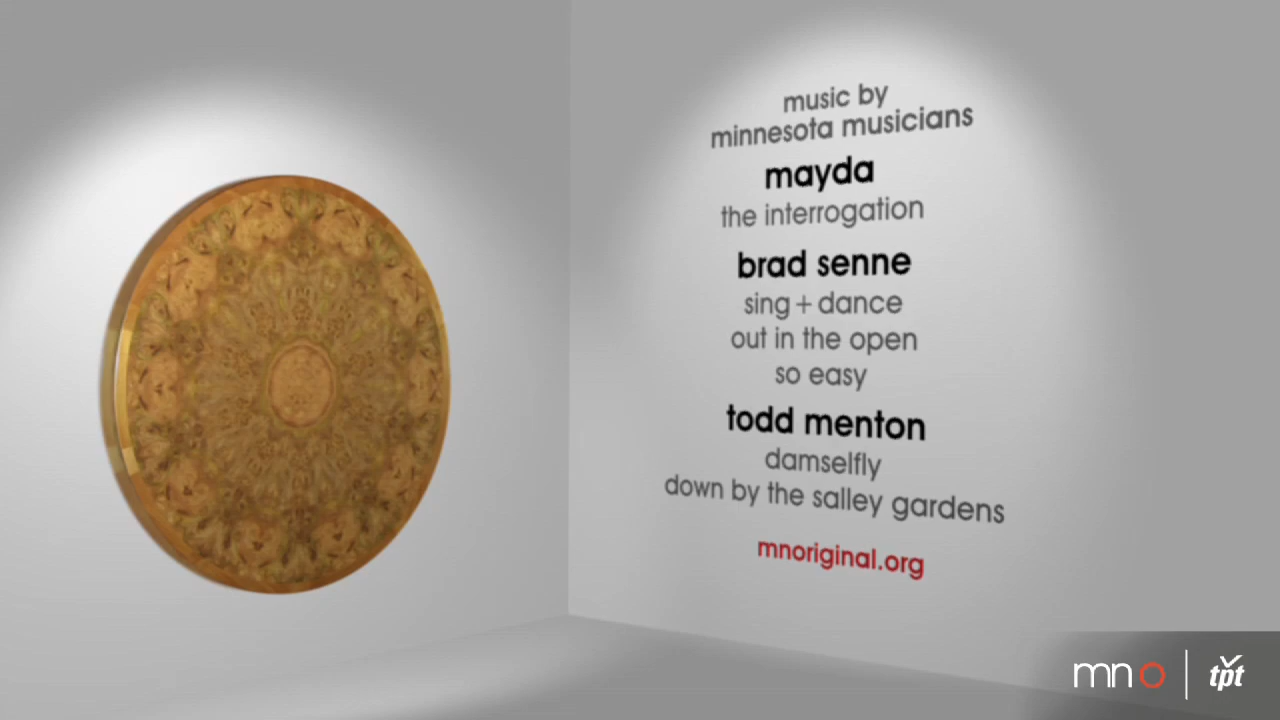 music by
minnesota musicians
mayda
the interrogation
brad senne
sing + dance
out in the open
so easy
todd menton
damselfly
down by the salley gardens
mnoriginal.org
mn o | tpt